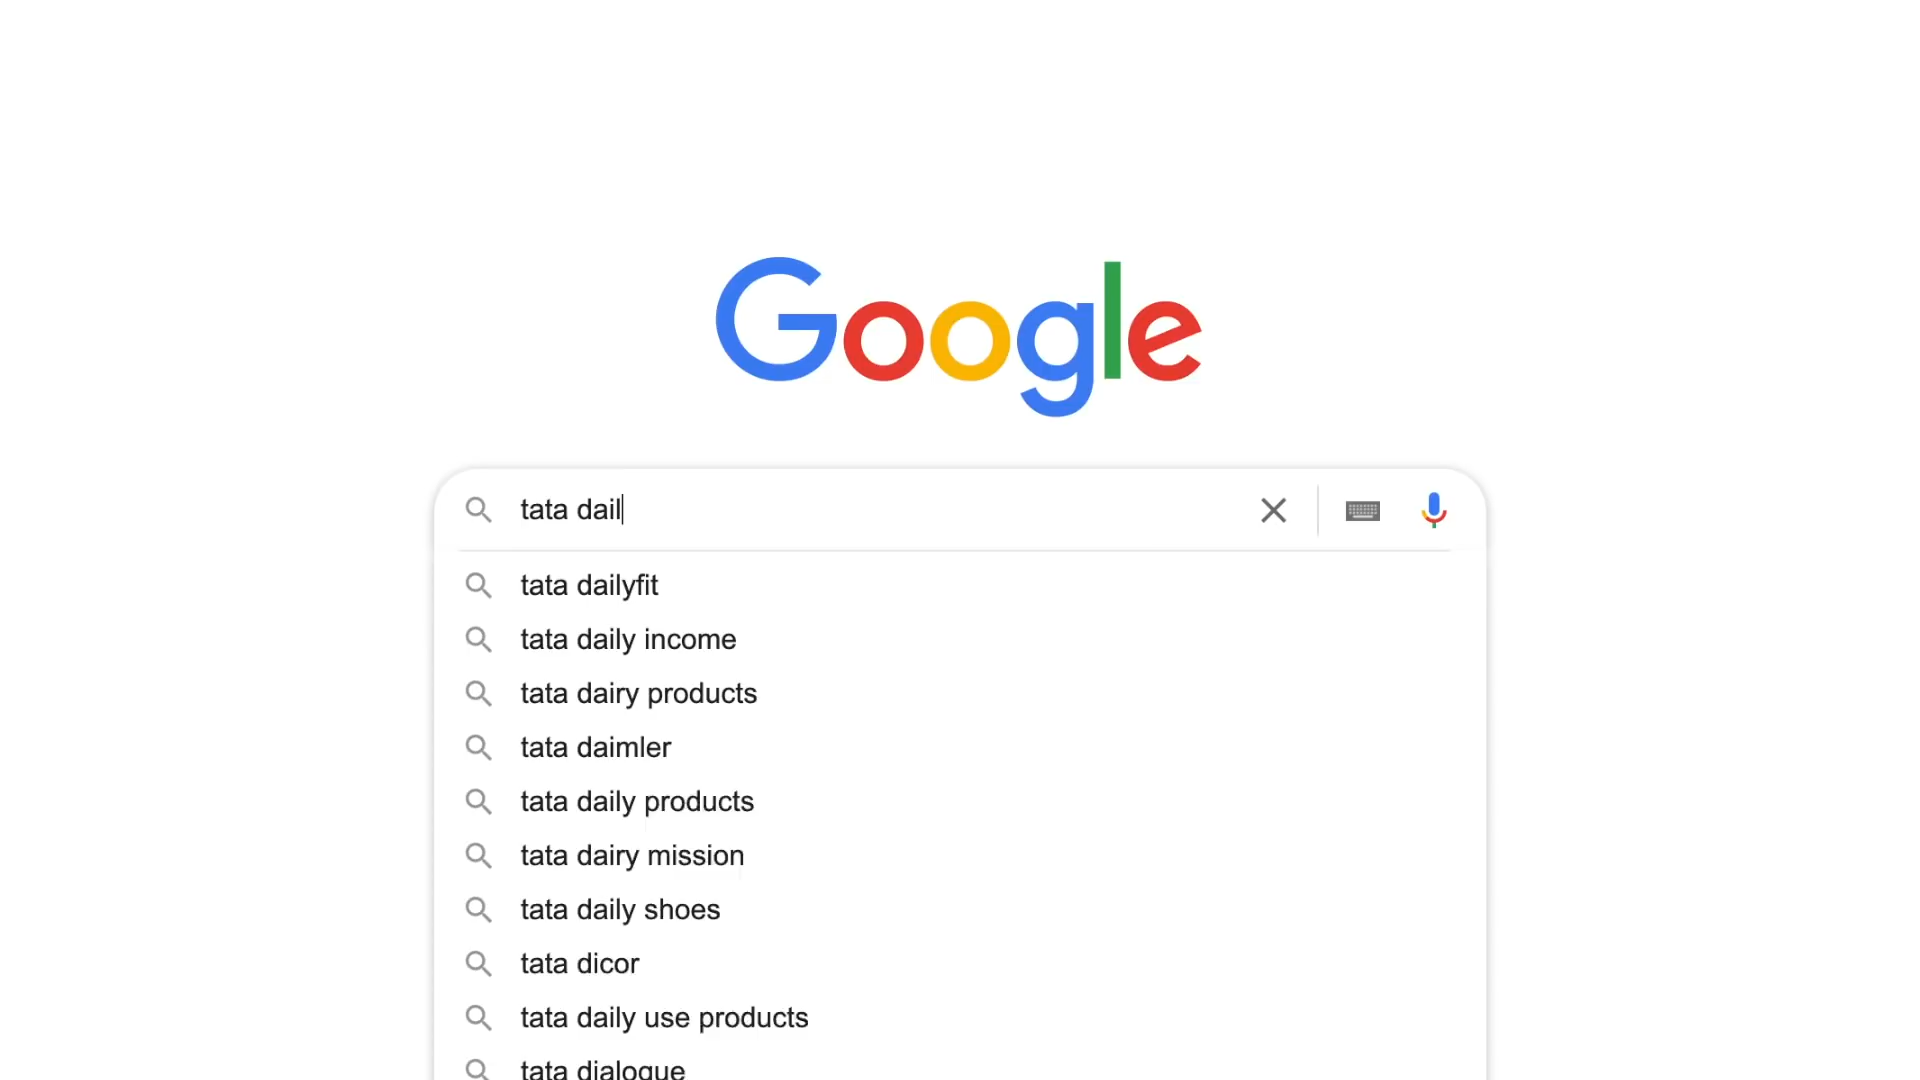 Google
tata dail
tata dailyfit
tata daily income
tata dairy products
tata daimler
tata daily products
tata dairy mission
tata daily shoes
tata dicor
tata daily use products
tata dialogue